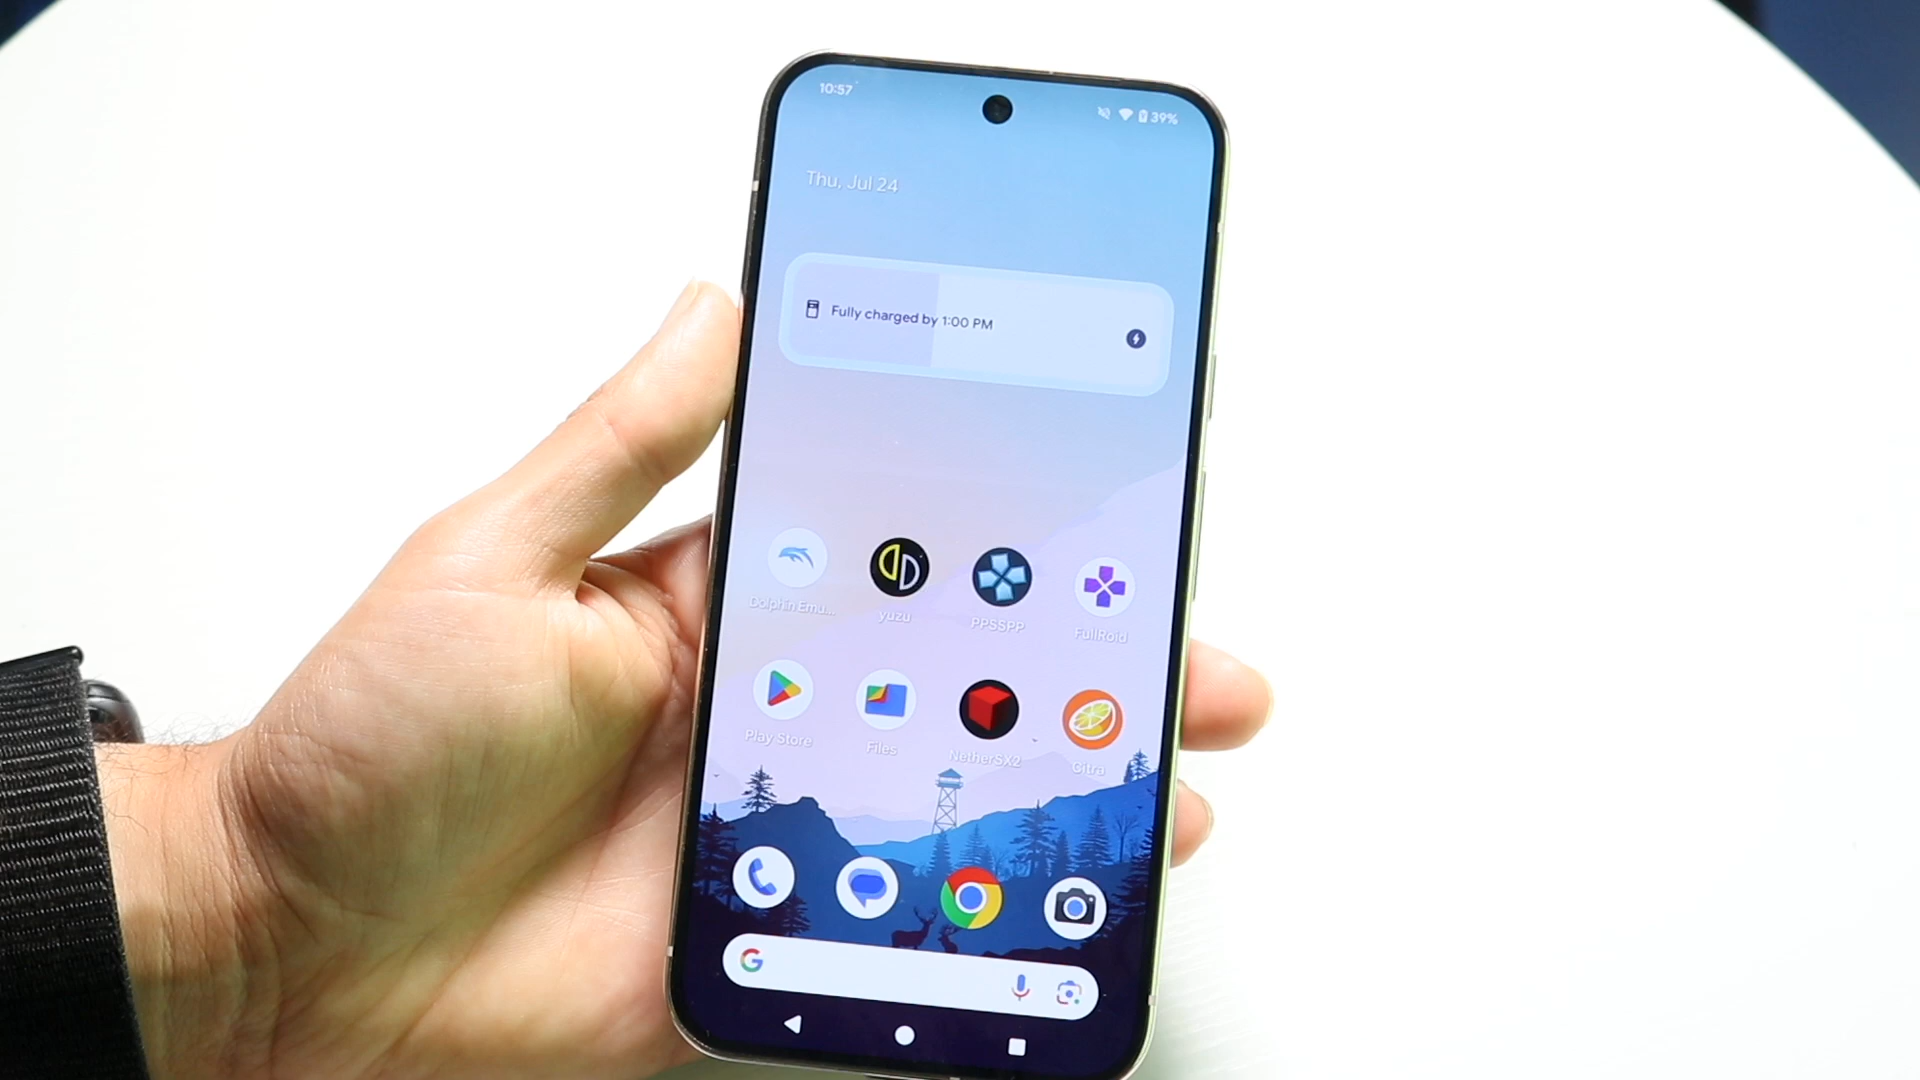 10:57
39%
Thu, Jul 24
Fully charged by 1:00 PM
Dolphin Emu...
yuzu
PPSSPP
FullRoid
Play Store
Files
NetherSX2
Citra
G